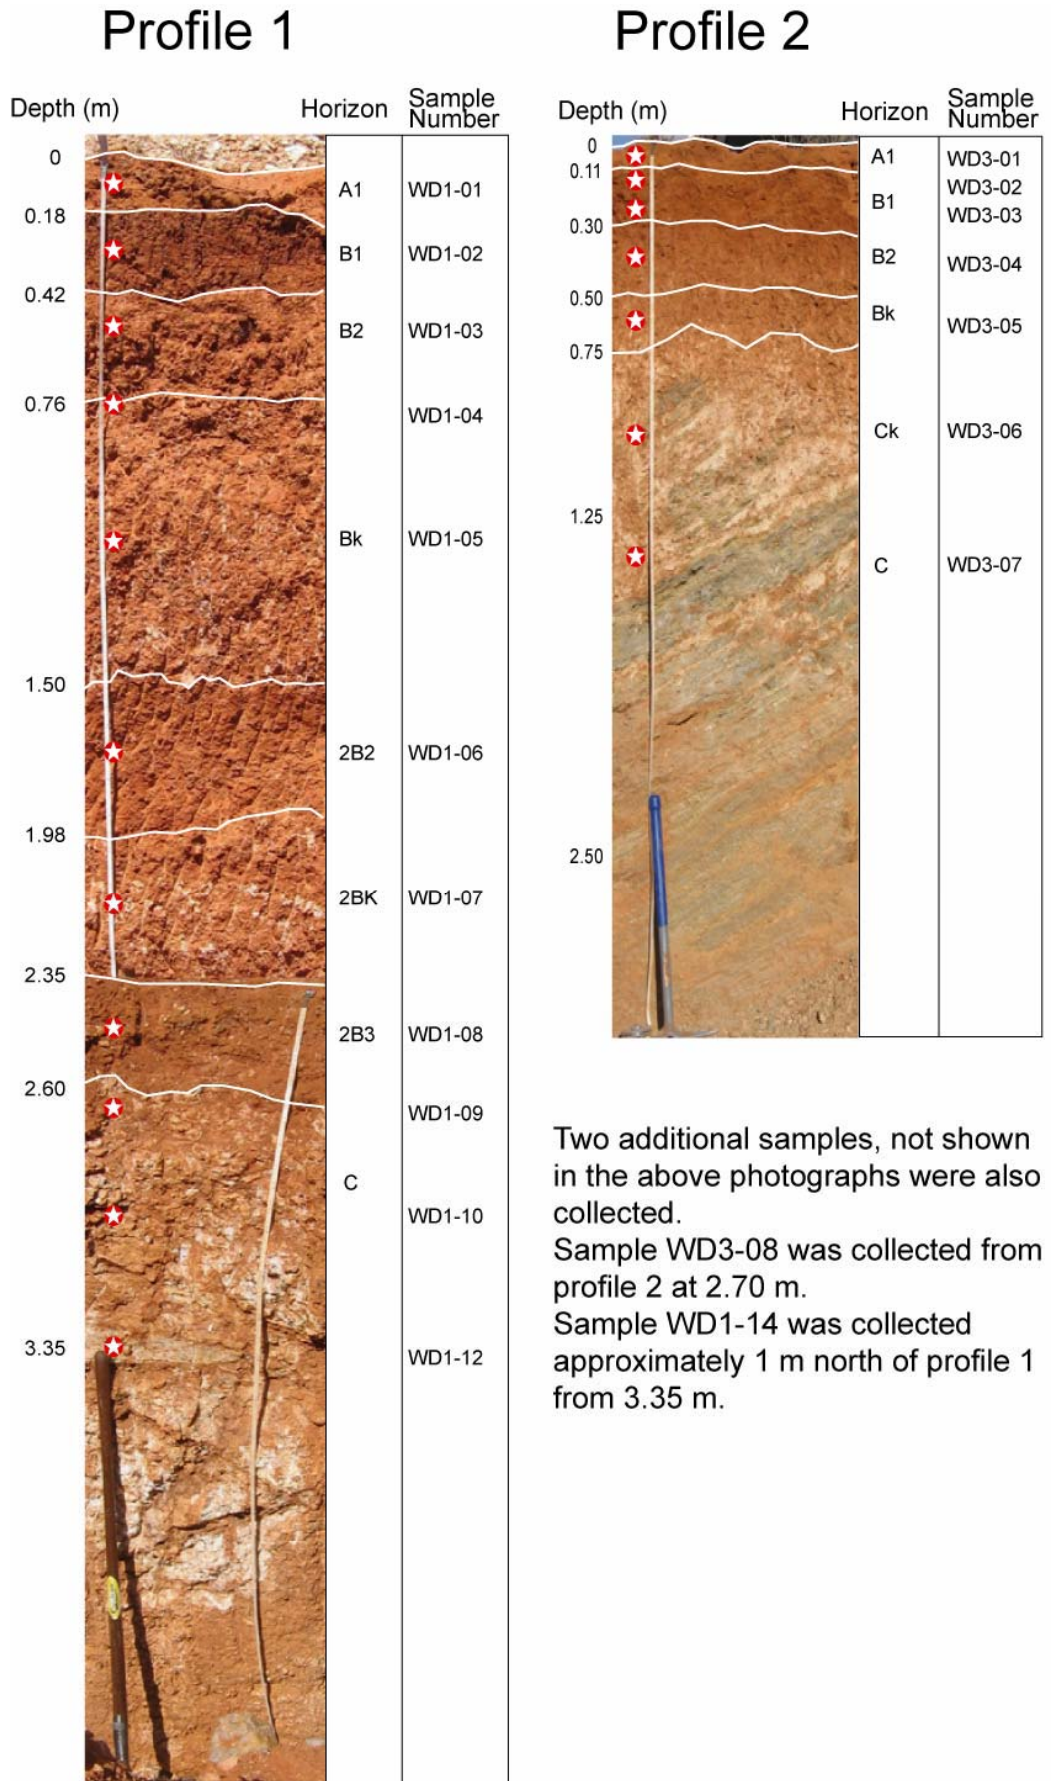 Profile 1
Profile 2
Depth (m)
Horizon
Sample
Number
0
A1
WD1-01
0.18
B1
WD1-02
0.42
B2
WD1-03
0.76
WD1-04
Bk
WD1-05
1.50
2B2
WD1-06
1.98
2BK
WD1-07
2.35
2B3
WD1-08
2.60
WD1-09
C
WD1-10
3.35
WD1-12
Depth (m)
Horizon
Sample
Number
0
A1
WD3-01
0.11
WD3-02
B1
WD3-03
0.30
B2
WD3-04
0.50
Bk
WD3-05
0.75
Ck
WD3-06
1.25
C
WD3-07
2.50
Two additional samples, not shown
in the above photographs were also
collected.
Sample WD3-08 was collected from
profile 2 at 2.70 m.
Sample WD1-14 was collected
approximately 1 m north of profile 1
from 3.35 m.